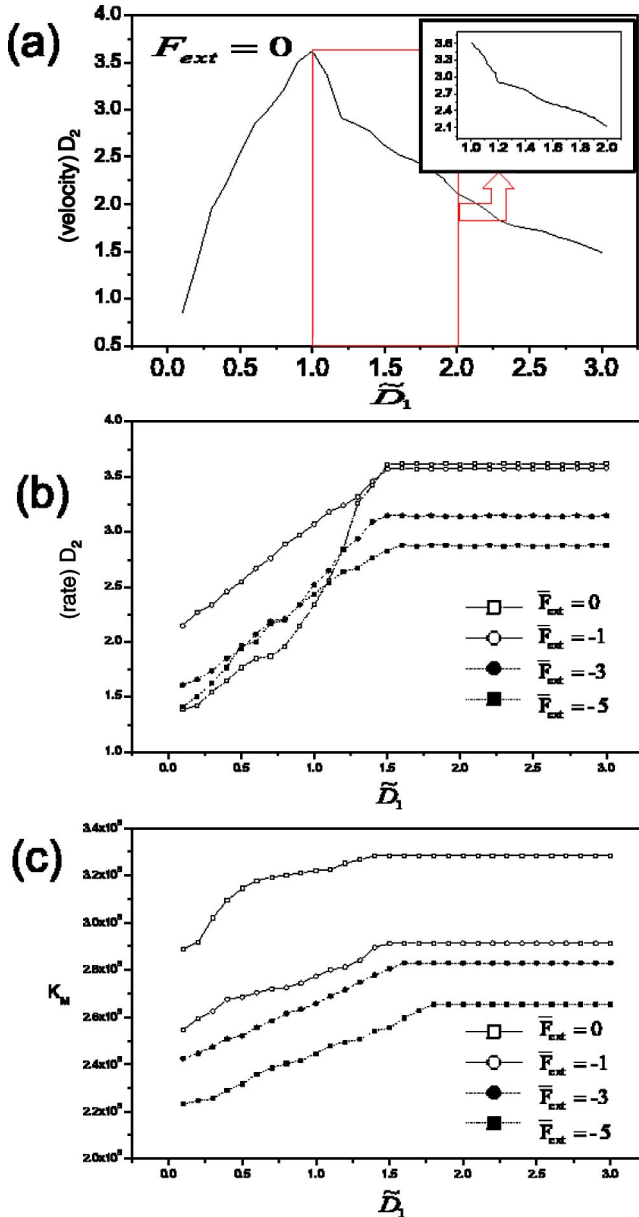 (a)
F_ext = 0
(velocity) D₂
4.0
3.5
3.0
2.5
2.0
1.5
1.0
0.5
0.0 0.5 1.0 1.5 2.0 2.5 3.0
D̃₁
3.6
3.3
3.0
2.7
2.4
2.1
1.0 1.2 1.4 1.6 1.8 2.0
(b)
(rate) D₂
4.0
3.5
3.0
2.5
2.0
1.5
1.0
0.0 0.5 1.0 1.5 2.0 2.5 3.0
D̃₁
F̄_ext = 0
F̄_ext = -1
F̄_ext = -3
F̄_ext = -5
(c)
K_M
0.0 0.5 1.0 1.5 2.0 2.5 3.0
D̃₁
F̄_ext = 0
F̄_ext = -1
F̄_ext = -3
F̄_ext = -5